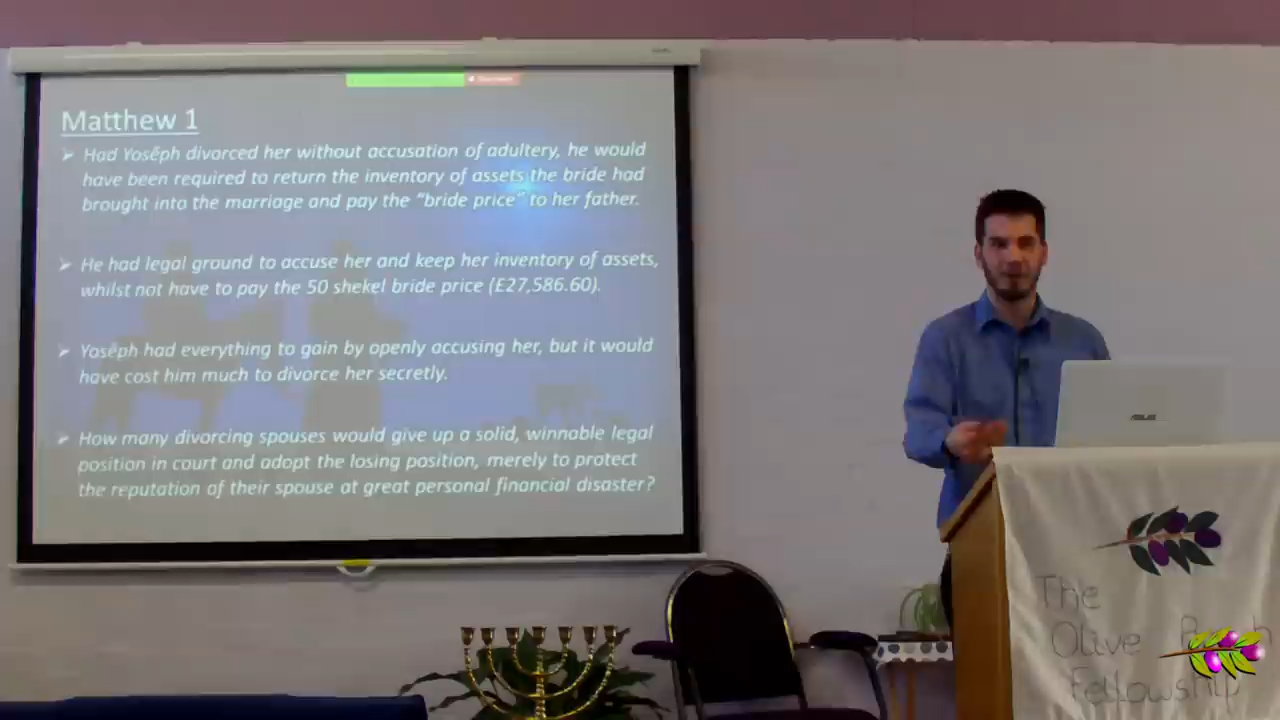 Matthew 1
➢ Had Yosĕph divorced her without accusation of adultery, he would
have been required to return the inventory of assets the bride had
brought into the marriage and pay the “bride price” to her father.
➢ He had legal ground to accuse her and keep her inventory of assets,
whilst not have to pay the 50 shekel bride price (£27,586.60).
➢ Yosĕph had everything to gain by openly accusing her, but it would
have cost him much to divorce her secretly.
➢ How many divorcing spouses would give up a solid, winnable legal
position in court and adopt the losing position, merely to protect
the reputation of their spouse at great personal financial disaster?
ASUS
The
Olive
Fellowship